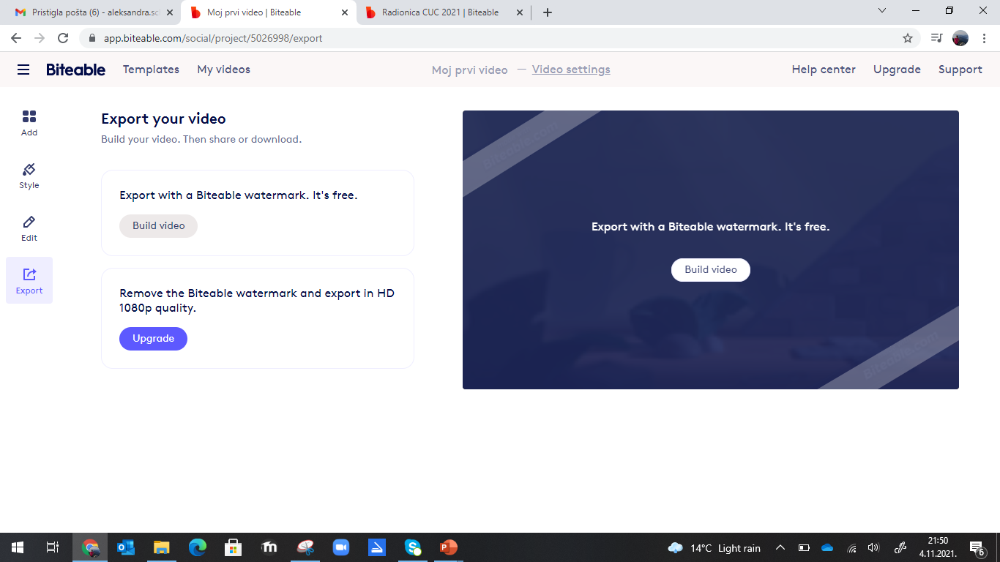 Pristigla pošta (6) - aleksandra.sc
Moj prvi video | Biteable
Radionica CUC 2021 | Biteable
app.biteable.com/social/project/5026998/export
Biteable
Templates
My videos
Moj prvi video — Video settings
Help center
Upgrade
Support
Add
Style
Edit
Export
Export your video
Build your video. Then share or download.
Export with a Biteable watermark. It's free.
Build video
Remove the Biteable watermark and export in HD
1080p quality.
Upgrade
Biteable.com
Export with a Biteable watermark. It's free.
Build video
Biteable.com
14°C Light rain
21:50
4.11.2021.
6